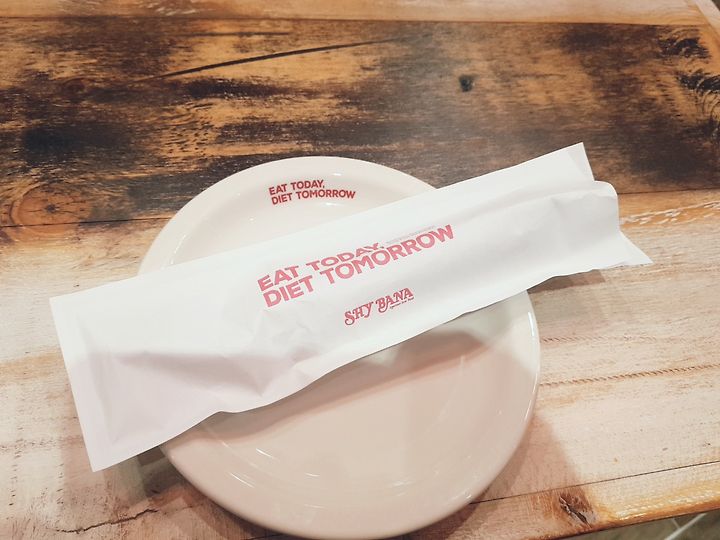 EAT TODAY,
DIET TOMORROW
EAT TODAY,
DIET TOMORROW
SHY BANA